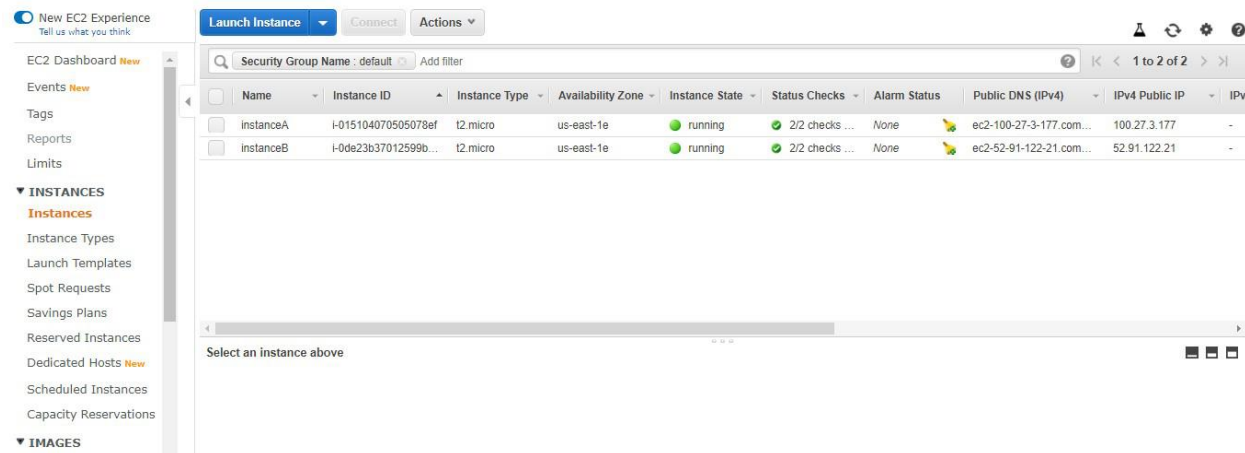 New EC2 Experience
Tell us what you think
EC2 Dashboard New
Events New
Tags
Reports
Limits
INSTANCES
Instances
Instance Types
Launch Templates
Spot Requests
Savings Plans
Reserved Instances
Dedicated Hosts New
Scheduled Instances
Capacity Reservations
IMAGES
Launch Instance Connect Actions
Security Group Name : default Add filter 1 to 2 of 2
Name Instance ID Instance Type Availability Zone Instance State Status Checks Alarm Status Public DNS (IPv4) IPv4 Public IP IPv
instanceA i-015104070505078ef t2.micro us-east-1e running 2/2 checks ... None ec2-100-27-3-177.com... 100.27.3.177 -
instanceB i-0de23b37012599b... t2.micro us-east-1e running 2/2 checks ... None ec2-52-91-122-21.com... 52.91.122.21 -
Select an instance above